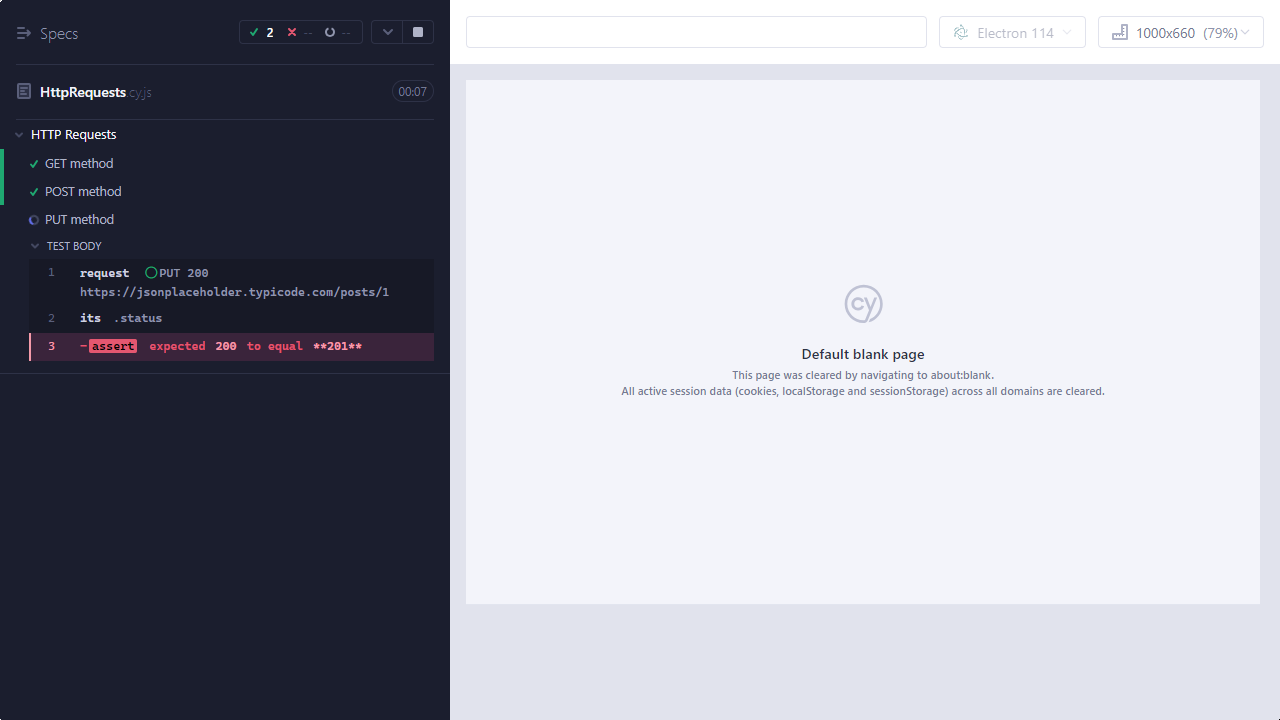 Specs
2 -- --
HttpRequests.cy.js 00:07
HTTP Requests
GET method
POST method
PUT method
TEST BODY
1 request PUT 200
https://jsonplaceholder.typicode.com/posts/1
2 its .status
3 -assert expected 200 to equal **201**
Electron 114
1000x660 (79%)
cy
Default blank page
This page was cleared by navigating to about:blank.
All active session data (cookies, localStorage and sessionStorage) across all domains are cleared.